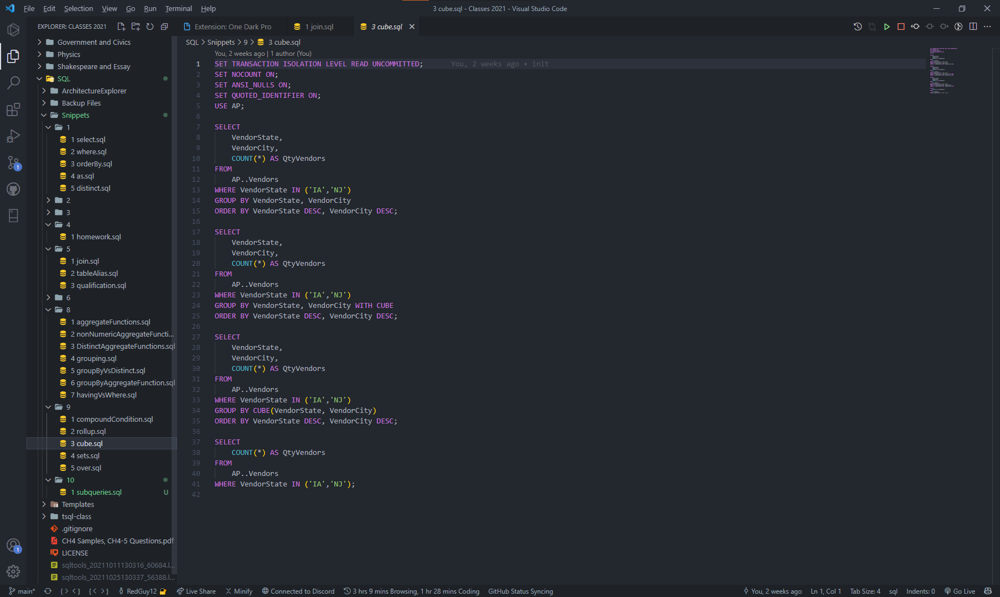 File Edit Selection View Go Run Terminal Help
3 cube.sql - Classes 2021 - Visual Studio Code
EXPLORER: CLASSES 2021
Government and Civics
Physics
Shakespeare and Essay
SQL
ArchitectureExplorer
Backup Files
Snippets
1
1 select.sql
2 where.sql
3 orderBy.sql
4 as.sql
5 distinct.sql
2
3
4
1 homework.sql
5
1 join.sql
2 tableAlias.sql
3 qualification.sql
6
8
1 aggregateFunctions.sql
2 nonNumericAggregateFuncti...
3 DistinctAggregateFunctions.sql
4 grouping.sql
5 groupByVsDistinct.sql
6 groupByAggregateFunction.sql
7 havingVsWhere.sql
9
1 compoundCondition.sql
2 rollup.sql
3 cube.sql
4 sets.sql
5 over.sql
10
1 subqueries.sql U
Templates
tsql-class
.gitignore
CH4 Samples, CH4-5 Questions.pdf
LICENSE
sqltools_20211011130316_60684.l...
sqltools_20211025130337_56388.l...
1
1
Extension: One Dark Pro 1 join.sql 3 cube.sql
SQL > Snippets > 9 > 3 cube.sql
You, 2 weeks ago | 1 author (You)
1 SET TRANSACTION ISOLATION LEVEL READ UNCOMMITTED; You, 2 weeks ago • init
2 SET NOCOUNT ON;
3 SET ANSI_NULLS ON;
4 SET QUOTED_IDENTIFIER ON;
5 USE AP;
6
7 SELECT
8 VendorState,
9 VendorCity,
10 COUNT(*) AS QtyVendors
11 FROM
12 AP..Vendors
13 WHERE VendorState IN ('IA','NJ')
14 GROUP BY VendorState, VendorCity
15 ORDER BY VendorState DESC, VendorCity DESC;
16
17 SELECT
18 VendorState,
19 VendorCity,
20 COUNT(*) AS QtyVendors
21 FROM
22 AP..Vendors
23 WHERE VendorState IN ('IA','NJ')
24 GROUP BY VendorState, VendorCity WITH CUBE
25 ORDER BY VendorState DESC, VendorCity DESC;
26
27 SELECT
28 VendorState,
29 VendorCity,
30 COUNT(*) AS QtyVendors
31 FROM
32 AP..Vendors
33 WHERE VendorState IN ('IA','NJ')
34 GROUP BY CUBE(VendorState, VendorCity)
35 ORDER BY VendorState DESC, VendorCity DESC;
36
37 SELECT
38 COUNT(*) AS QtyVendors
39 FROM
40 AP..Vendors
41 WHERE VendorState IN ('IA','NJ');
42
main* { } > < { } { < > } RedGuy12 Live Share Minify Connected to Discord 3 hrs 9 mins Browsing, 1 hr 28 mins Coding GitHub Status Syncing You, 2 weeks ago Ln 1, Col 1 Tab Size: 4 sql Indents: 0 Go Live